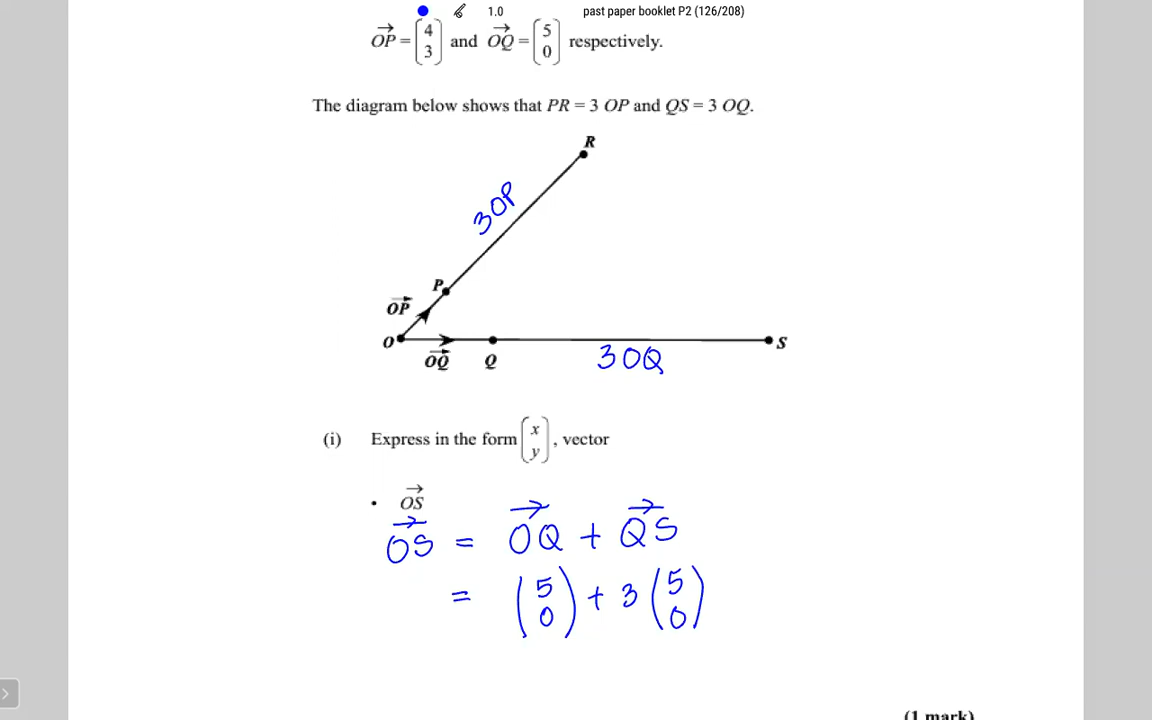 1.0 past paper booklet P2 (126/208)
→OP = (4 3) and →OQ = (5 0) respectively.
The diagram below shows that PR = 3 OP and QS = 3 OQ.
R
3OP
P
→OP
O S
→OQ Q 3OQ
(i) Express in the form [x y], vector
• →OS
→OS = →OQ + →QS
= (5 0) + 3 (5 0)
(1 mark)